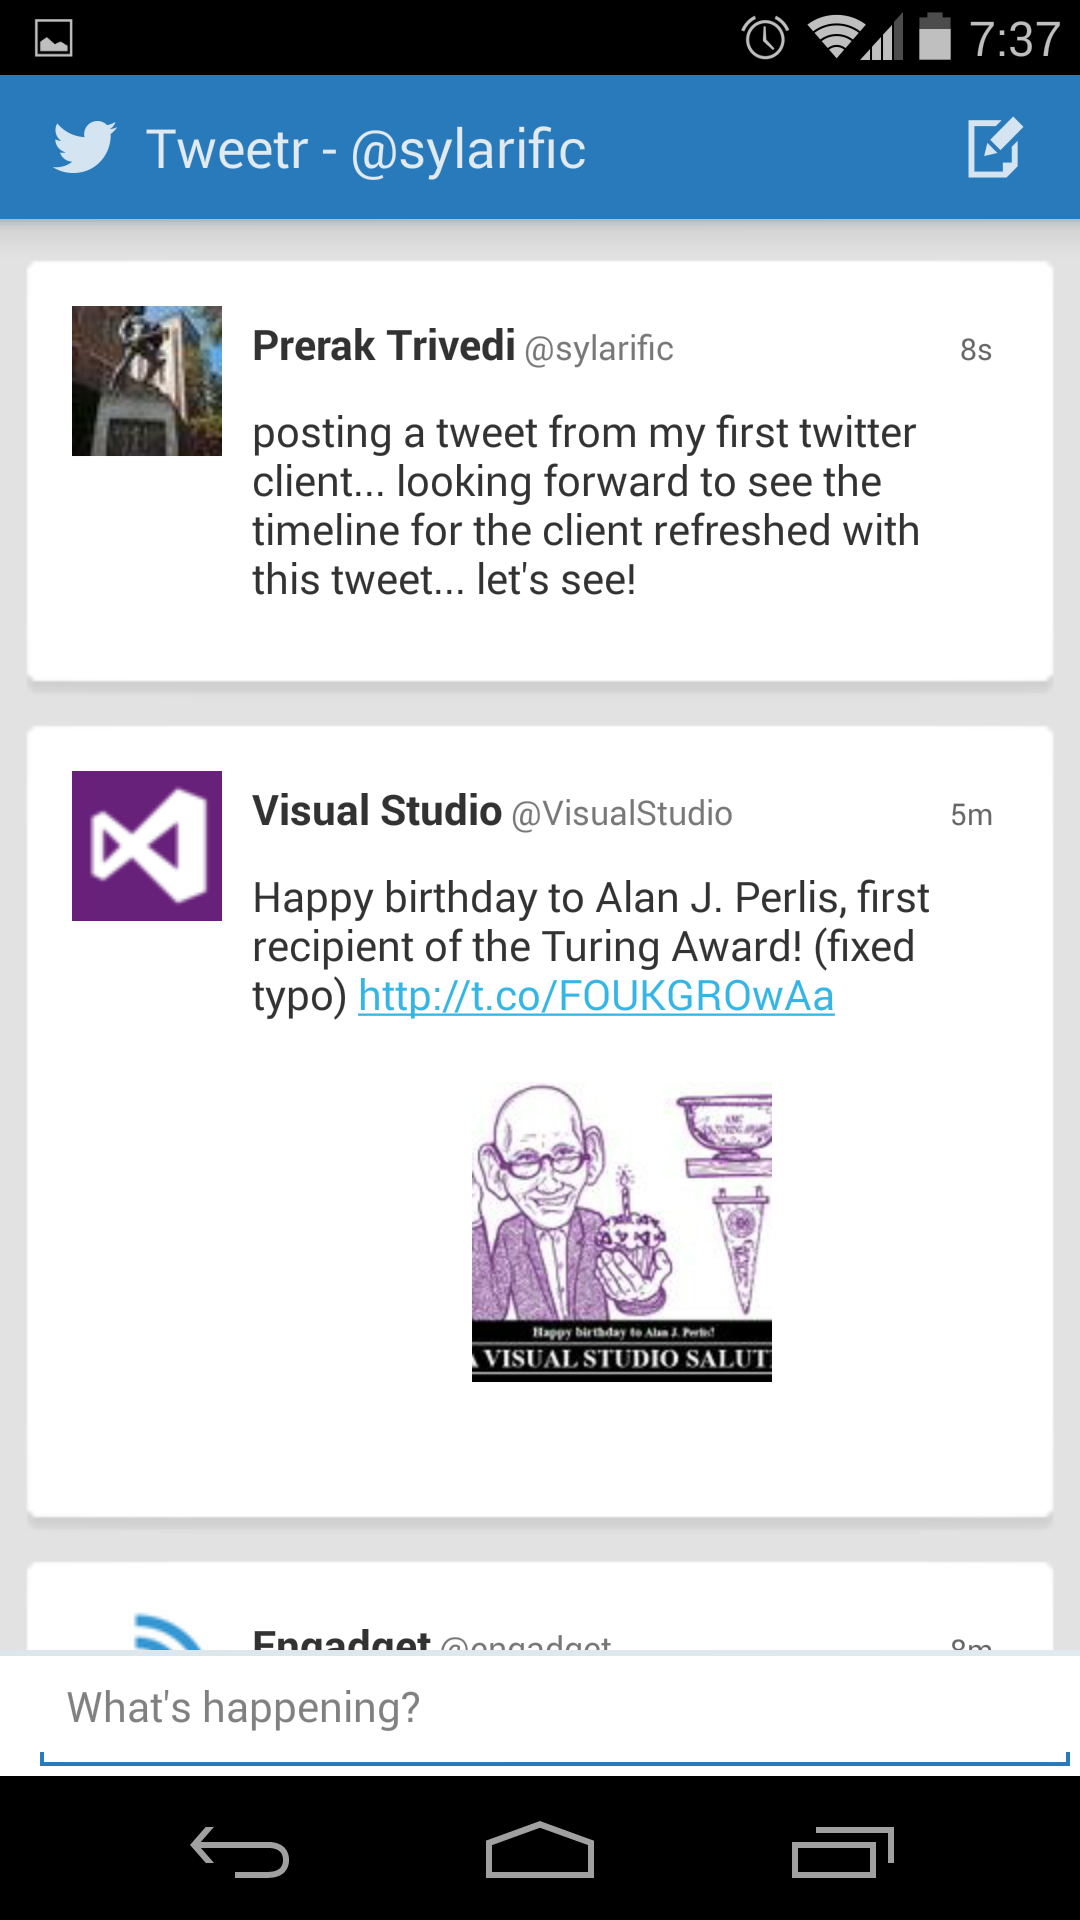 7:37
Tweetr - @sylarific
Prerak Trivedi @sylarific 8s
posting a tweet from my first twitter
client... looking forward to see the
timeline for the client refreshed with
this tweet... let's see!
Visual Studio @VisualStudio 5m
Happy birthday to Alan J. Perlis, first
recipient of the Turing Award! (fixed
typo) http://t.co/FOUKGROwAa
Happy birthday to Alan J. Perlis!
A VISUAL STUDIO SALUT
Engadget @engadget 8m
What's happening?